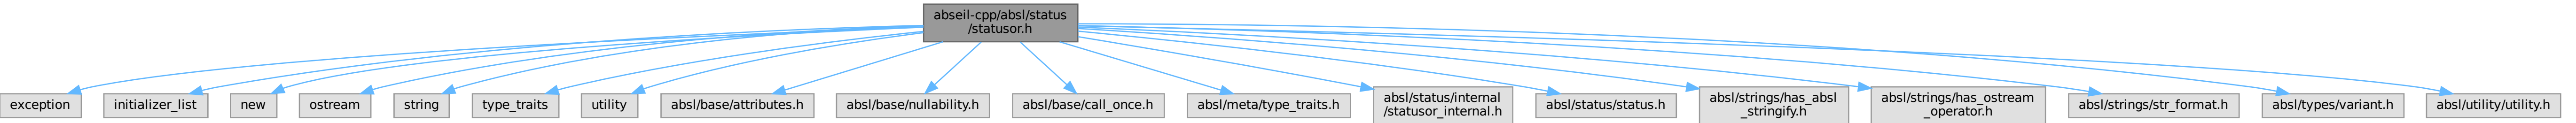 abseil-cpp/absl/status
/statusor.h
exception
initializer_list
new
ostream
string
type_traits
utility
absl/base/attributes.h
absl/base/nullability.h
absl/base/call_once.h
absl/meta/type_traits.h
absl/status/internal
/statusor_internal.h
absl/status/status.h
absl/strings/has_absl
_stringify.h
absl/strings/has_ostream
_operator.h
absl/strings/str_format.h
absl/types/variant.h
absl/utility/utility.h